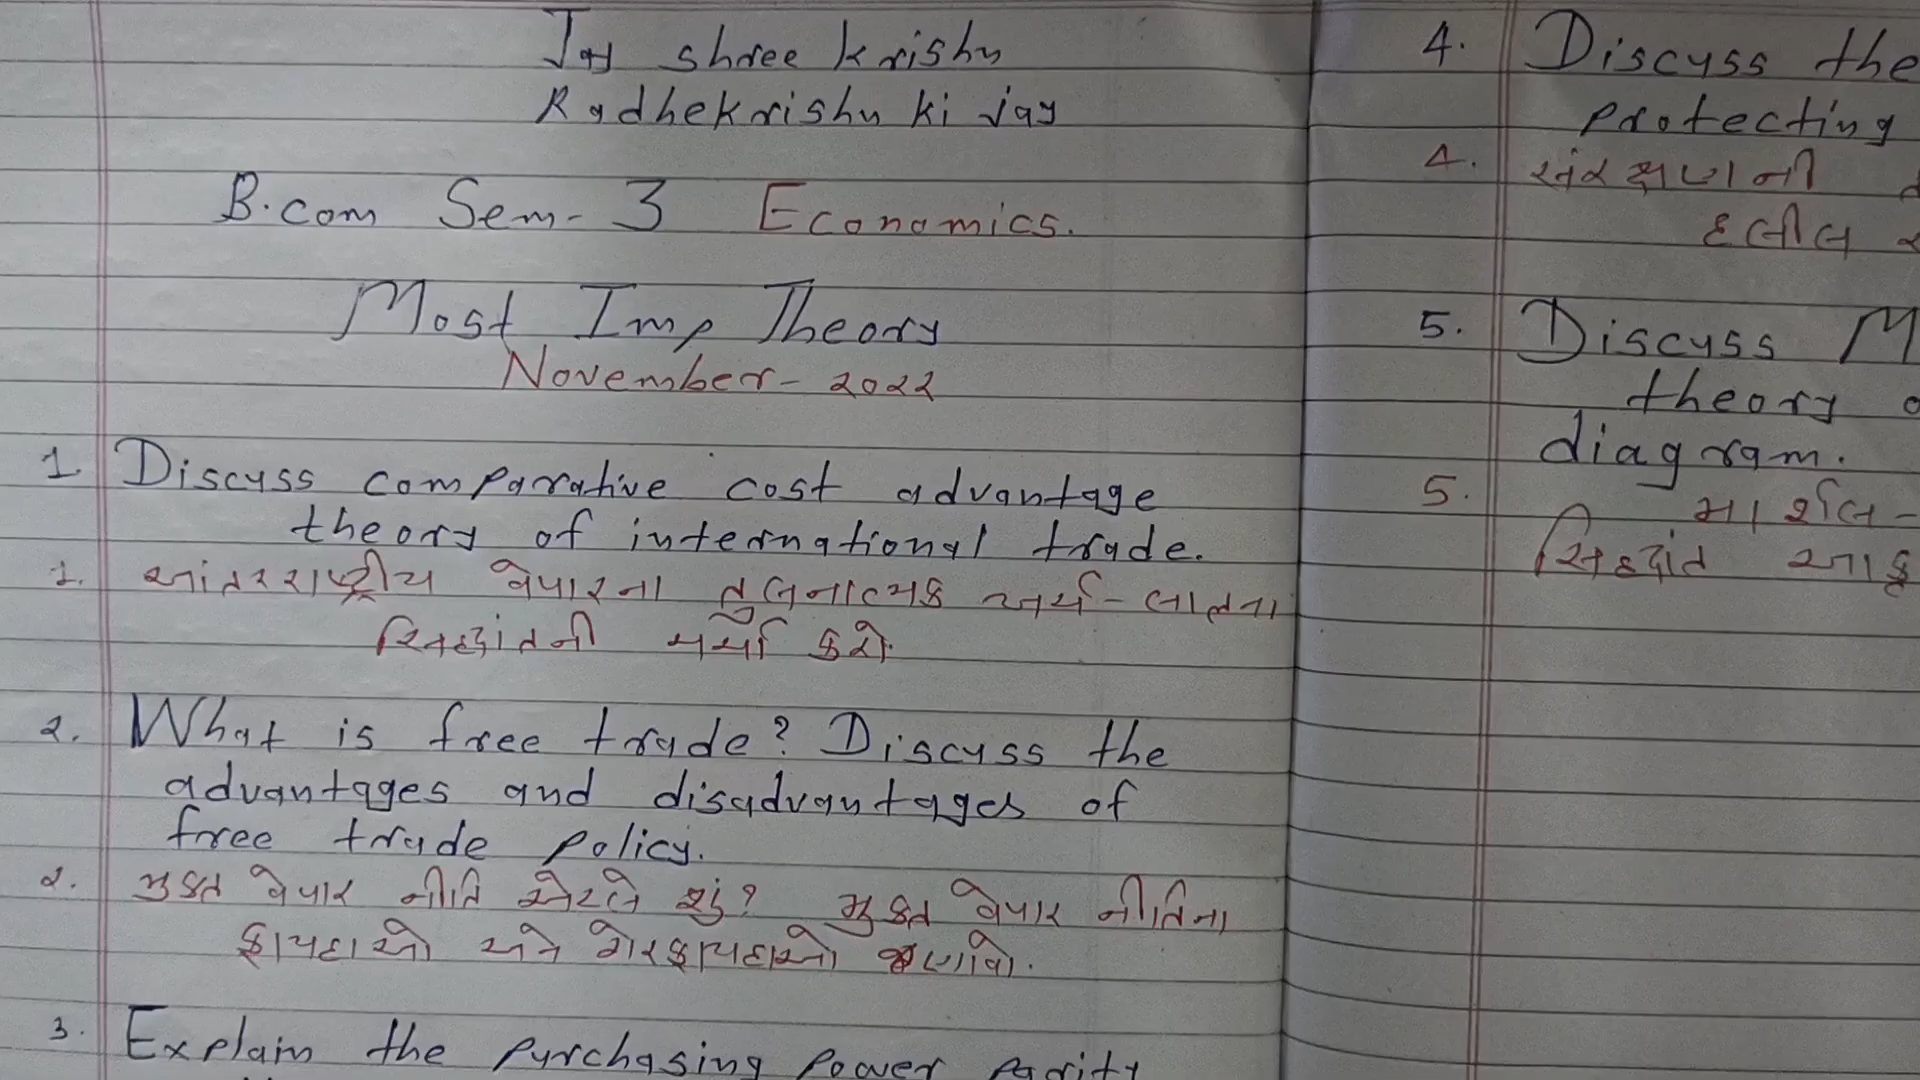 Jay shree krishn
Radhekrishn ki jay
B.com Sem-3 Economics.
Most Imp Theory
November-2022
1 Discuss comparative cost advantage
theory of international trade.
1. આંતરરાષ્ટ્રીય વેપારના તુલનાત્મક ખર્ચ-લાભના
સિદ્ધાંતની ચર્ચા કરો.
2. What is free trade? Discuss the
advantages and disadvantages of
free trade policy.
2. મુક્ત વેપાર નીતિ એટલે શું? મુક્ત વેપાર નીતિના
ફાયદાઓ અને ગેરફાયદાઓ જણાવો.
3. Explain the purchasing power parity
4. Discuss the
protecting
4. સંરક્ષણની
દલીલ
5. Discuss M
theory
diagram.
5. માર્શલ-
સિદ્ધાંત આકૃ